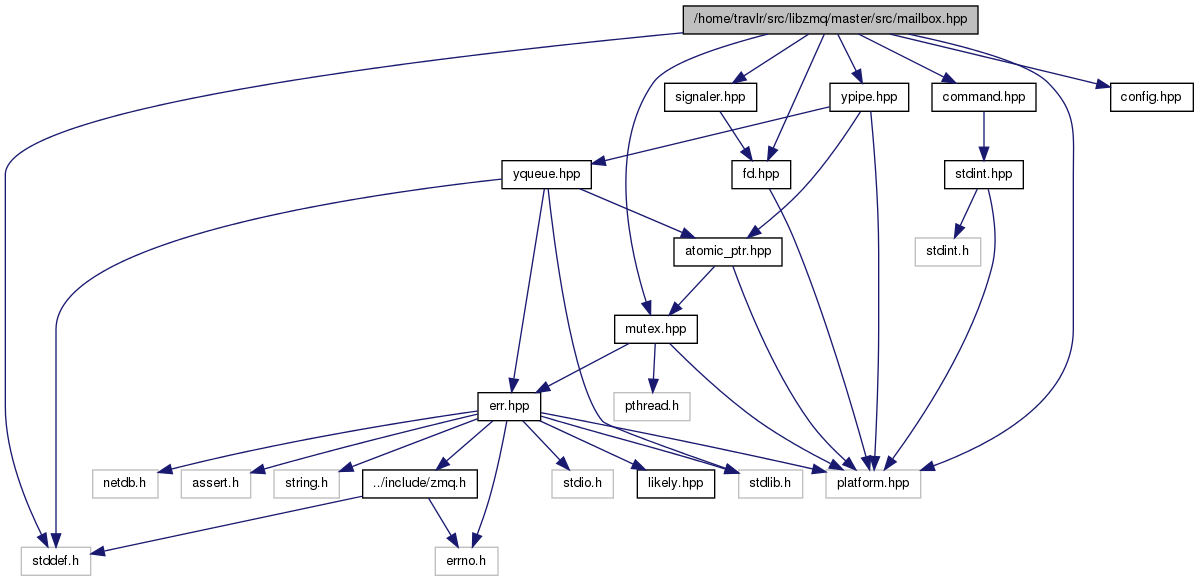 /home/travlr/src/libzmq/master/src/mailbox.hpp
signaler.hpp
ypipe.hpp
command.hpp
config.hpp
yqueue.hpp
fd.hpp
stdint.hpp
atomic_ptr.hpp
stdint.h
mutex.hpp
err.hpp
pthread.h
netdb.h
assert.h
string.h
../include/zmq.h
stdio.h
likely.hpp
stdlib.h
platform.hpp
stddef.h
errno.h